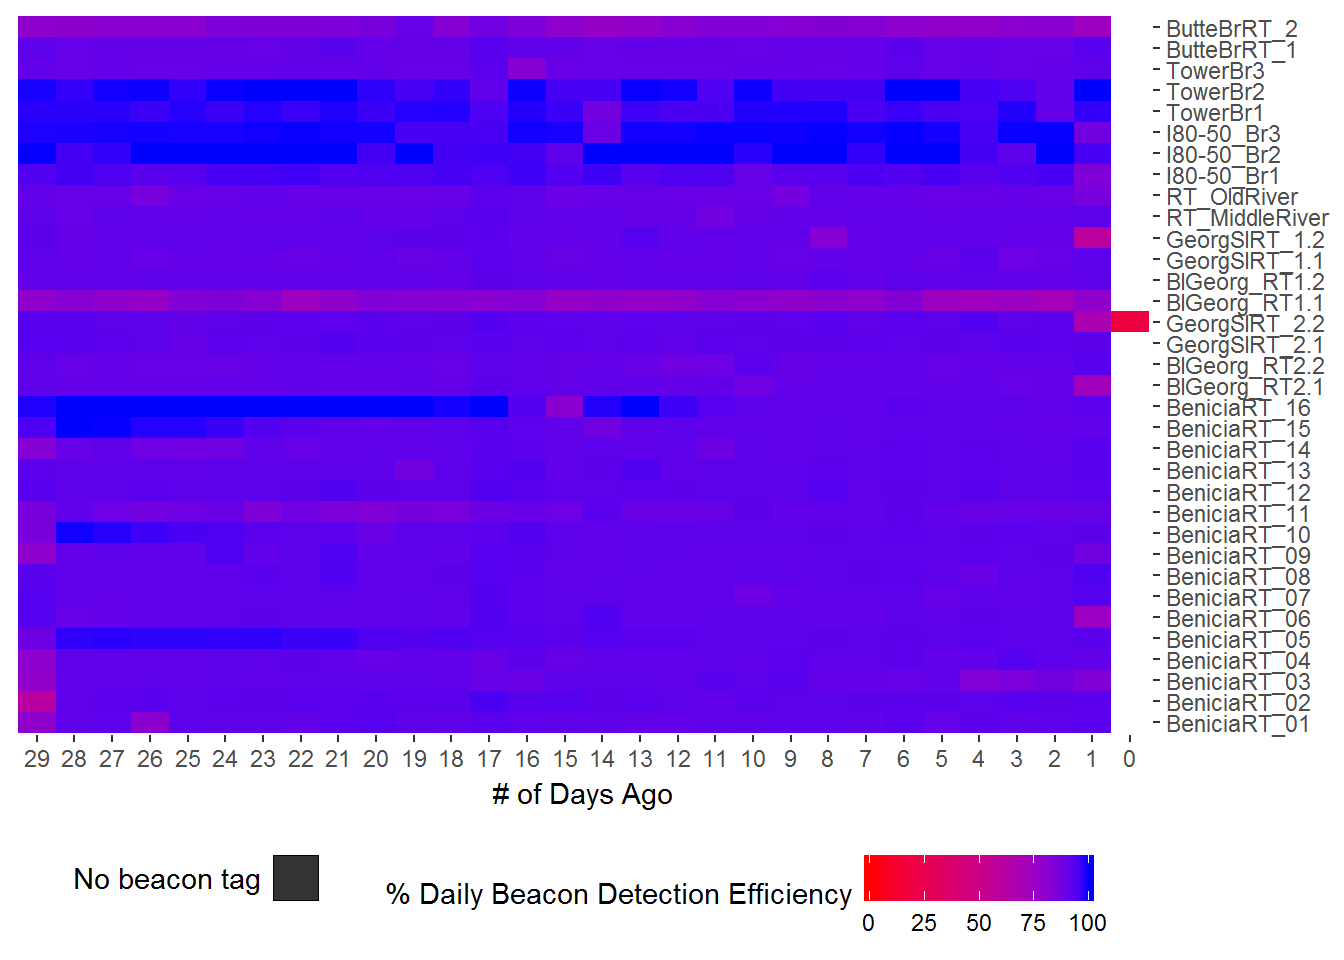 ButteBrRT_2
ButteBrRT_1
TowerBr3
TowerBr2
TowerBr1
I80-50_Br3
I80-50_Br2
I80-50_Br1
RT_OldRiver
RT_MiddleRiver
GeorgSlRT_1.2
GeorgSlRT_1.1
BlGeorg_RT1.2
BlGeorg_RT1.1
GeorgSlRT_2.2
GeorgSlRT_2.1
BlGeorg_RT2.2
BlGeorg_RT2.1
BeniciaRT_16
BeniciaRT_15
BeniciaRT_14
BeniciaRT_13
BeniciaRT_12
BeniciaRT_11
BeniciaRT_10
BeniciaRT_09
BeniciaRT_08
BeniciaRT_07
BeniciaRT_06
BeniciaRT_05
BeniciaRT_04
BeniciaRT_03
BeniciaRT_02
BeniciaRT_01
29 28 27 26 25 24 23 22 21 20 19 18 17 16 15 14 13 12 11 10 9 8 7 6 5 4 3 2 1 0
# of Days Ago
No beacon tag
% Daily Beacon Detection Efficiency
0 25 50 75 100